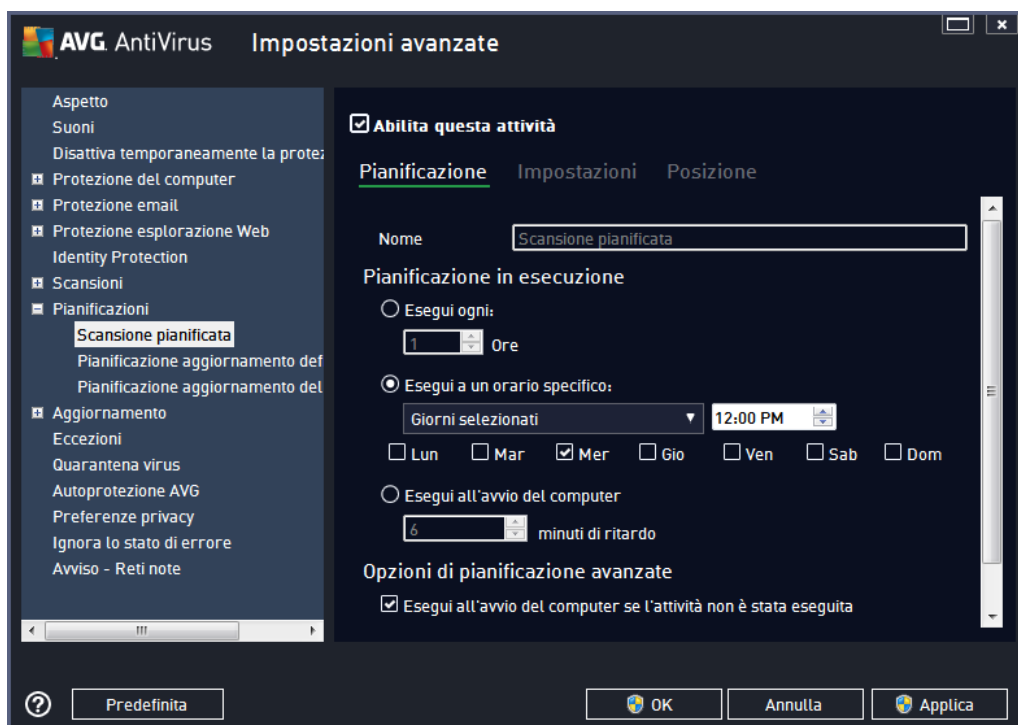 AVG. AntiVirus Impostazioni avanzate
Aspetto
Suoni
Disattiva temporaneamente la protez
Protezione del computer
Protezione email
Protezione esplorazione Web
Identity Protection
Scansioni
Pianificazioni
Scansione pianificata
Pianificazione aggiornamento def
Pianificazione aggiornamento del
Aggiornamento
Eccezioni
Quarantena virus
Autoprotezione AVG
Preferenze privacy
Ignora lo stato di errore
Avviso - Reti note
Abilita questa attività
Pianificazione Impostazioni Posizione
Nome Scansione pianificata
Pianificazione in esecuzione
Esegui ogni:
1 Ore
Esegui a un orario specifico:
Giorni selezionati 12:00 PM
Lun Mar Mer Gio Ven Sab Dom
Esegui all'avvio del computer
6 minuti di ritardo
Opzioni di pianificazione avanzate
Esegui all'avvio del computer se l'attività non è stata eseguita
Predefinita OK Annulla Applica